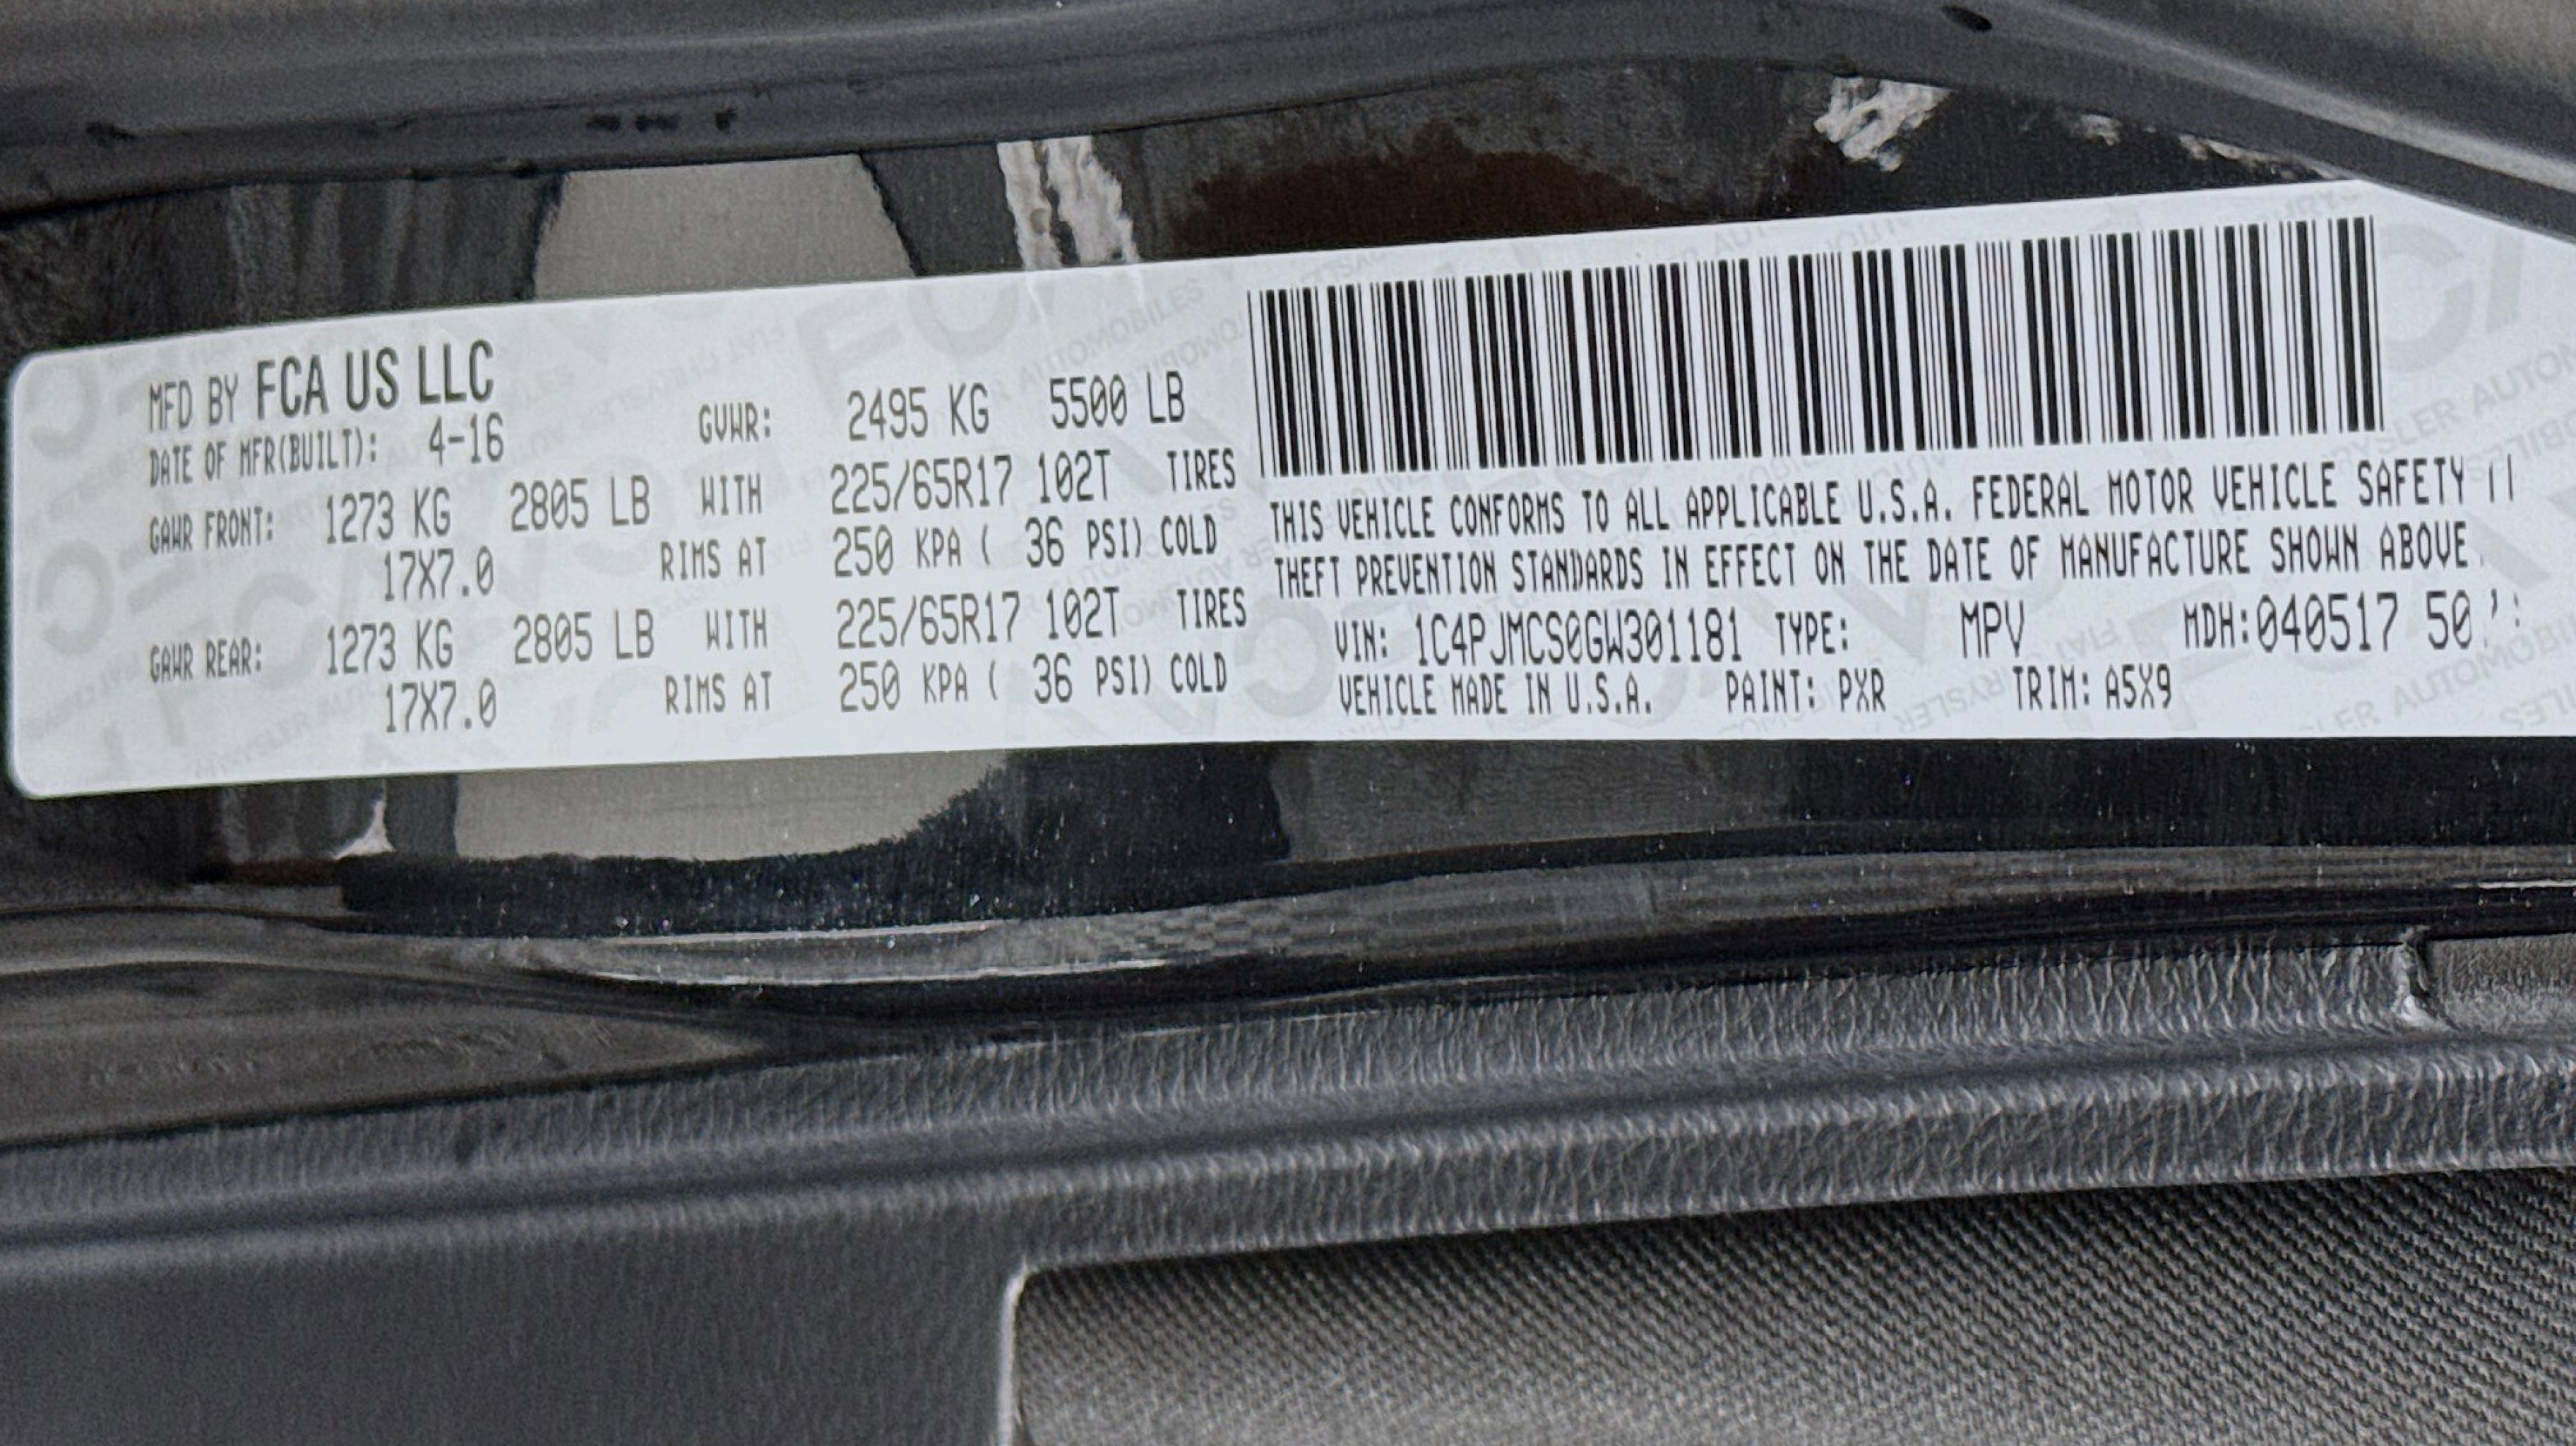 MFD BY FCA US LLC
DATE OF MFR(BUILT): 4-16 GVWR: 2495 KG 5500 LB
GAWR FRONT: 1273 KG 2805 LB WITH 225/65R17 102T TIRES
17X7.0 RIMS AT 250 KPA ( 36 PSI) COLD
GAWR REAR: 1273 KG 2805 LB WITH 225/65R17 102T TIRES
17X7.0 RIMS AT 250 KPA ( 36 PSI) COLD
THIS VEHICLE CONFORMS TO ALL APPLICABLE U.S.A. FEDERAL MOTOR VEHICLE SAFETY
THEFT PREVENTION STANDARDS IN EFFECT ON THE DATE OF MANUFACTURE SHOWN ABOVE.
VIN: 1C4PJMCS0GW301181 TYPE: MPV MDH:040517 50
VEHICLE MADE IN U.S.A. PAINT: PXR TRIM: A5X9